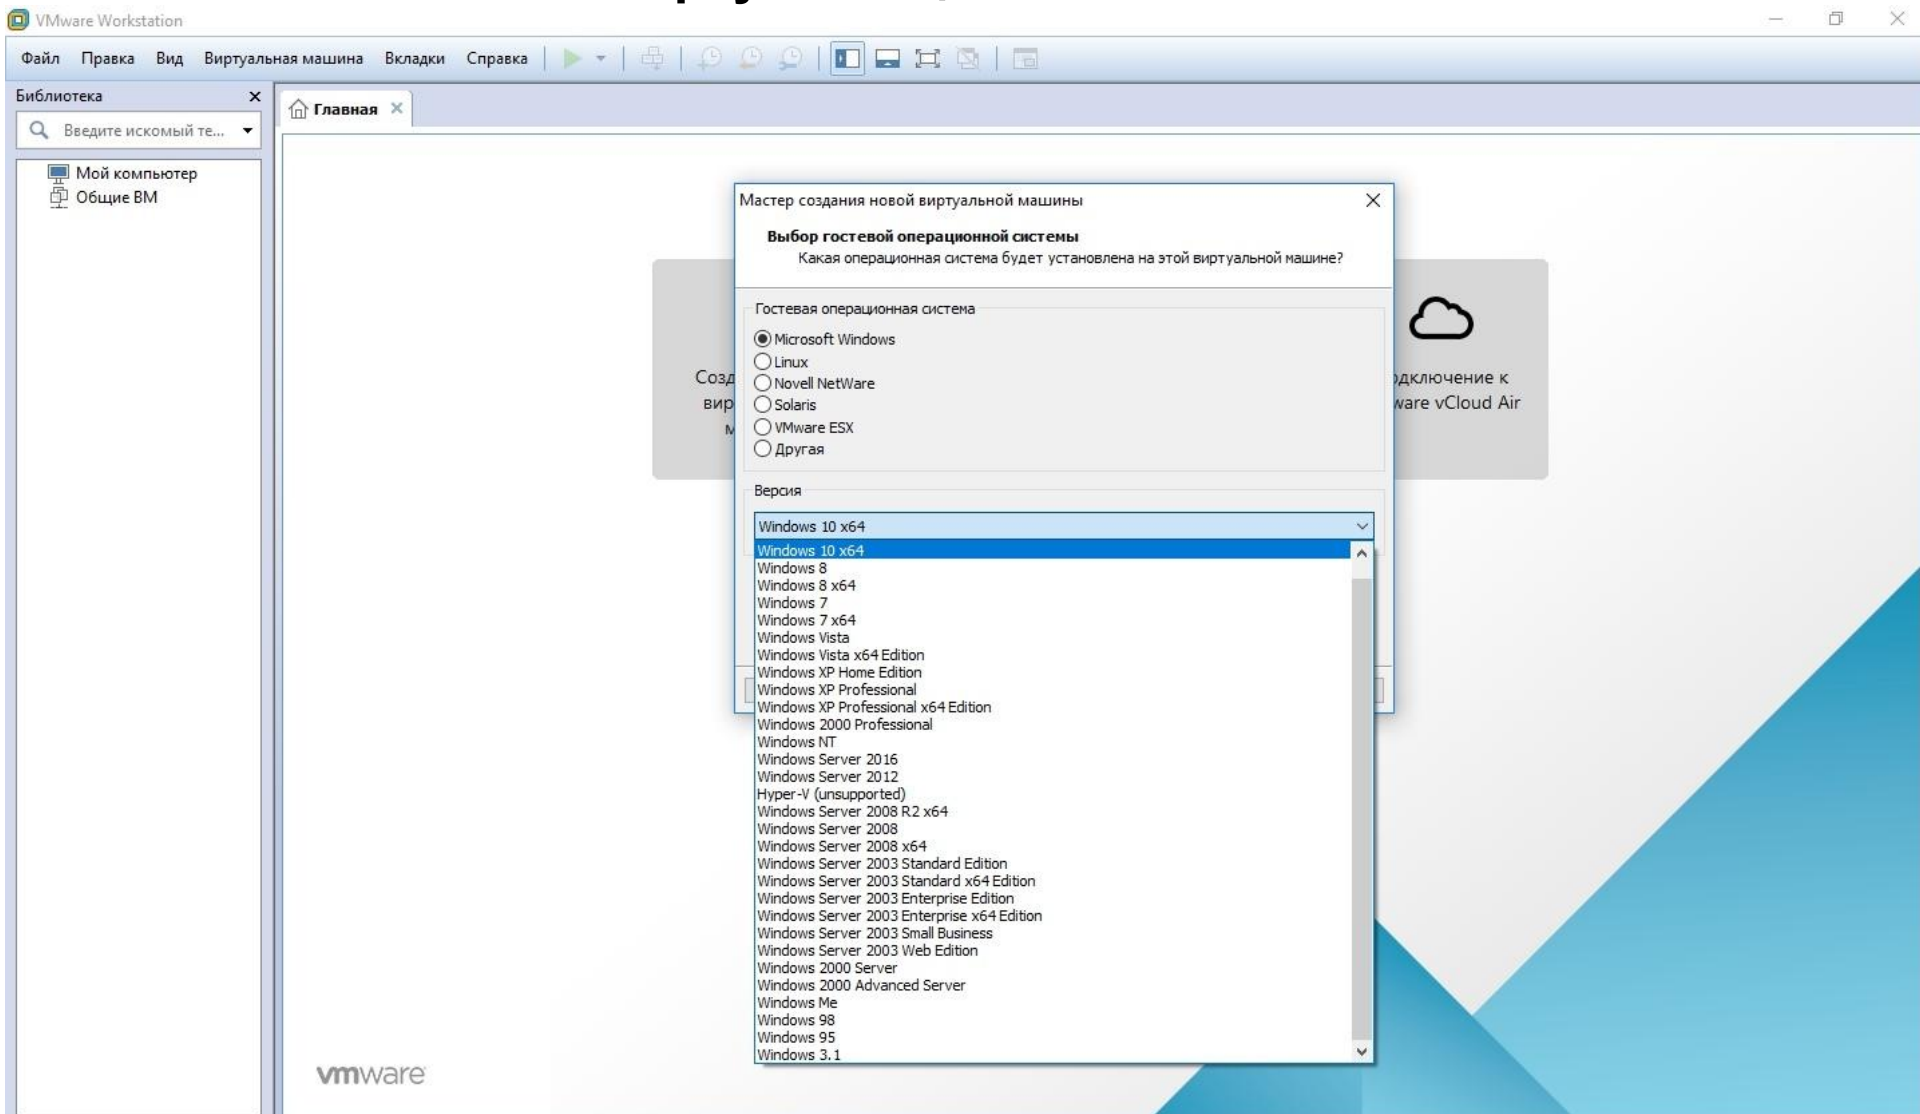 VMware Workstation
Файл Правка Вид Виртуальная машина Вкладки Справка
Библиотека
Введите искомый те...
Мой компьютер
Общие ВМ
Главная
Мастер создания новой виртуальной машины
Выбор гостевой операционной системы
Какая операционная система будет установлена на этой виртуальной машине?
Гостевая операционная система
Microsoft Windows
Linux
Novell NetWare
Solaris
VMware ESX
Другая
Созд
вир
м
одключение к
ware vCloud Air
Версия
Windows 10 x64
Windows 10 x64
Windows 8
Windows 8 x64
Windows 7
Windows 7 x64
Windows Vista
Windows Vista x64 Edition
Windows XP Home Edition
Windows XP Professional
Windows XP Professional x64 Edition
Windows 2000 Professional
Windows NT
Windows Server 2016
Windows Server 2012
Hyper-V (unsupported)
Windows Server 2008 R2 x64
Windows Server 2008
Windows Server 2008 x64
Windows Server 2003 Standard Edition
Windows Server 2003 Standard x64 Edition
Windows Server 2003 Enterprise Edition
Windows Server 2003 Enterprise x64 Edition
Windows Server 2003 Small Business
Windows Server 2003 Web Edition
Windows 2000 Server
Windows 2000 Advanced Server
Windows Me
Windows 98
Windows 95
Windows 3.1
vmware